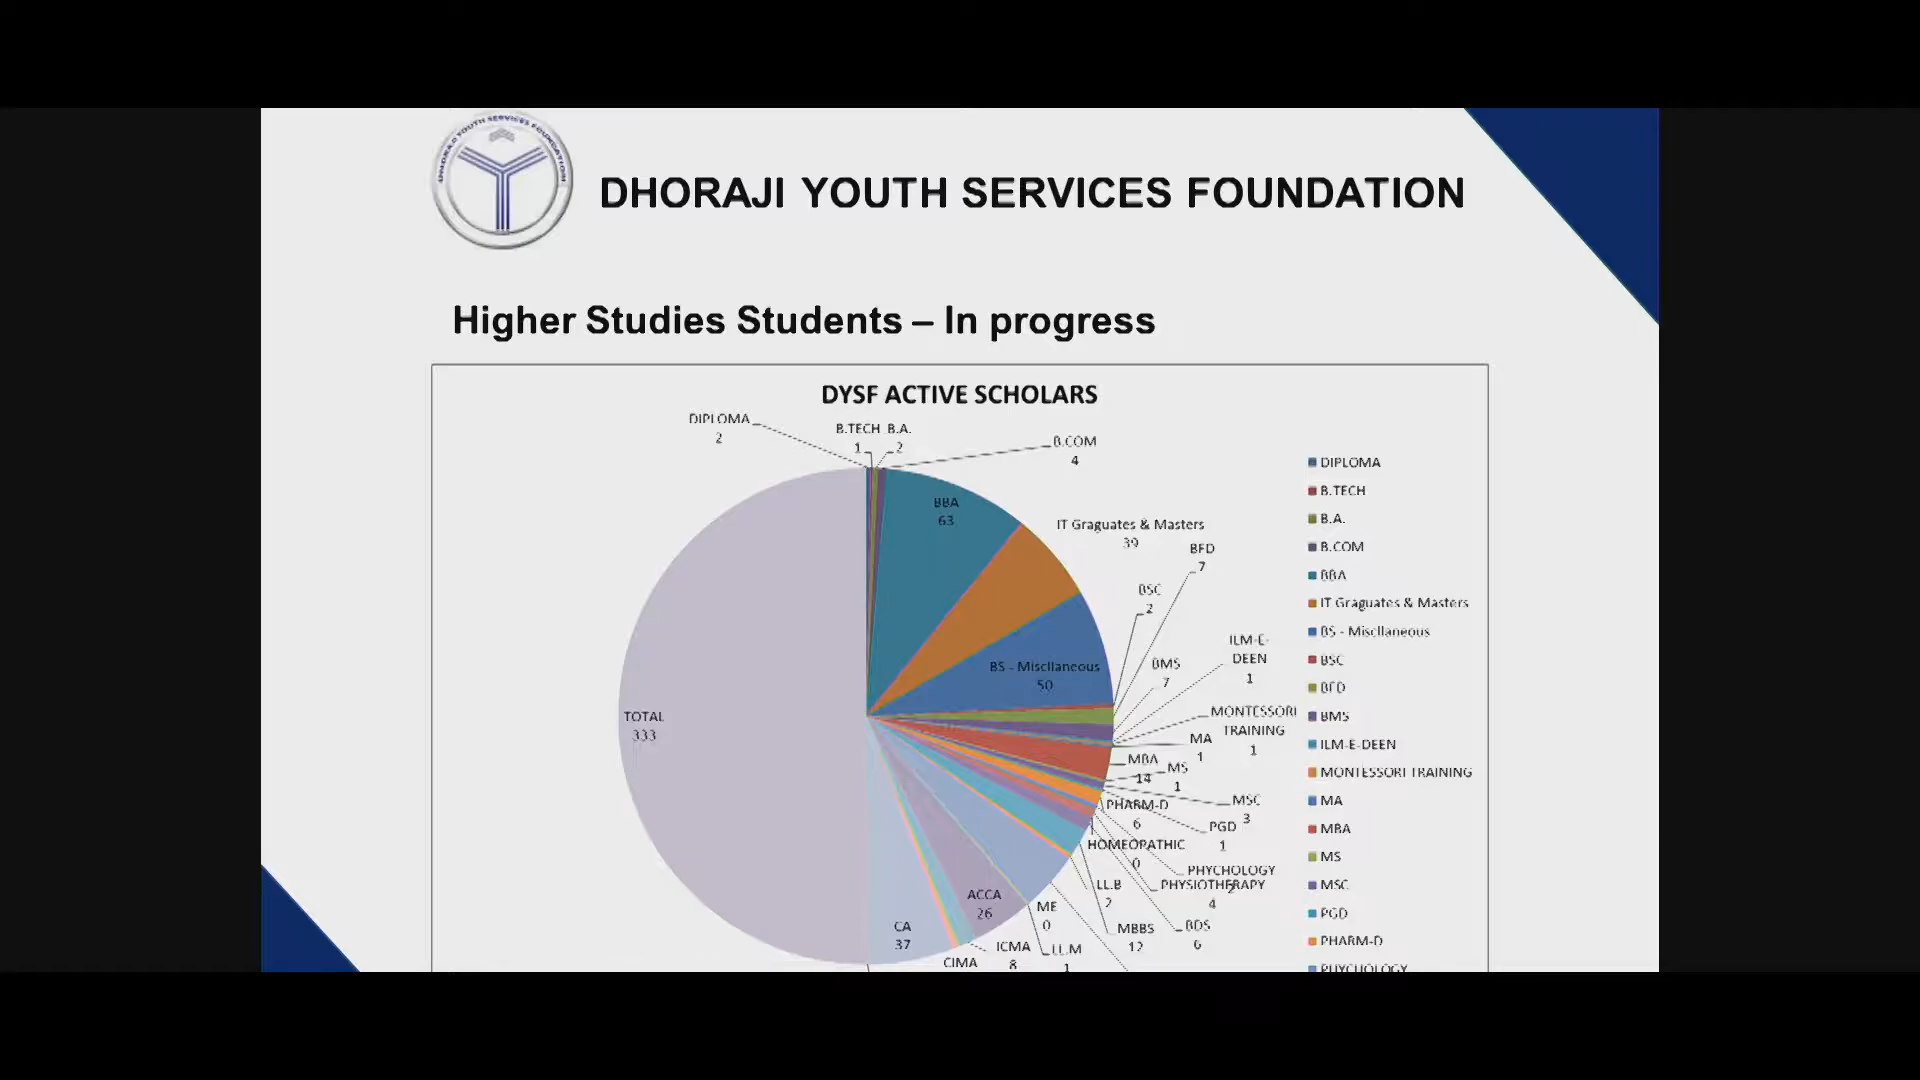 DHORAJI YOUTH SERVICES FOUNDATION
DHORAJI YOUTH SERVICES FOUNDATION
Higher Studies Students – In progress
DYSF ACTIVE SCHOLARS
DIPLOMA
2
B.TECH
1
B.A.
2
B.COM
4
BBA
63
IT Graguates & Masters
39
BFD
7
BSC
2
BS - Miscllaneous
50
BMS
7
ILM-E-
DEEN
1
MONTESSORI
TRAINING
1
MA
1
MBA
14
MS
1
MSC
3
PHARM-D
6
PGD
1
HOMEOPATHIC
0
PHYCHOLOGY
2
PHYSIOTHERAPY
4
LL.B
2
BDS
6
MBBS
12
ME
0
LL.M
1
ACCA
26
ICMA
8
CIMA
CA
37
TOTAL
333
DIPLOMA
B.TECH
B.A.
B.COM
BBA
IT Graguates & Masters
BS - Miscllaneous
BSC
BFD
BMS
ILM-E-DEEN
MONTESSORI TRAINING
MA
MBA
MS
MSC
PGD
PHARM-D
PHYCHOLOGY